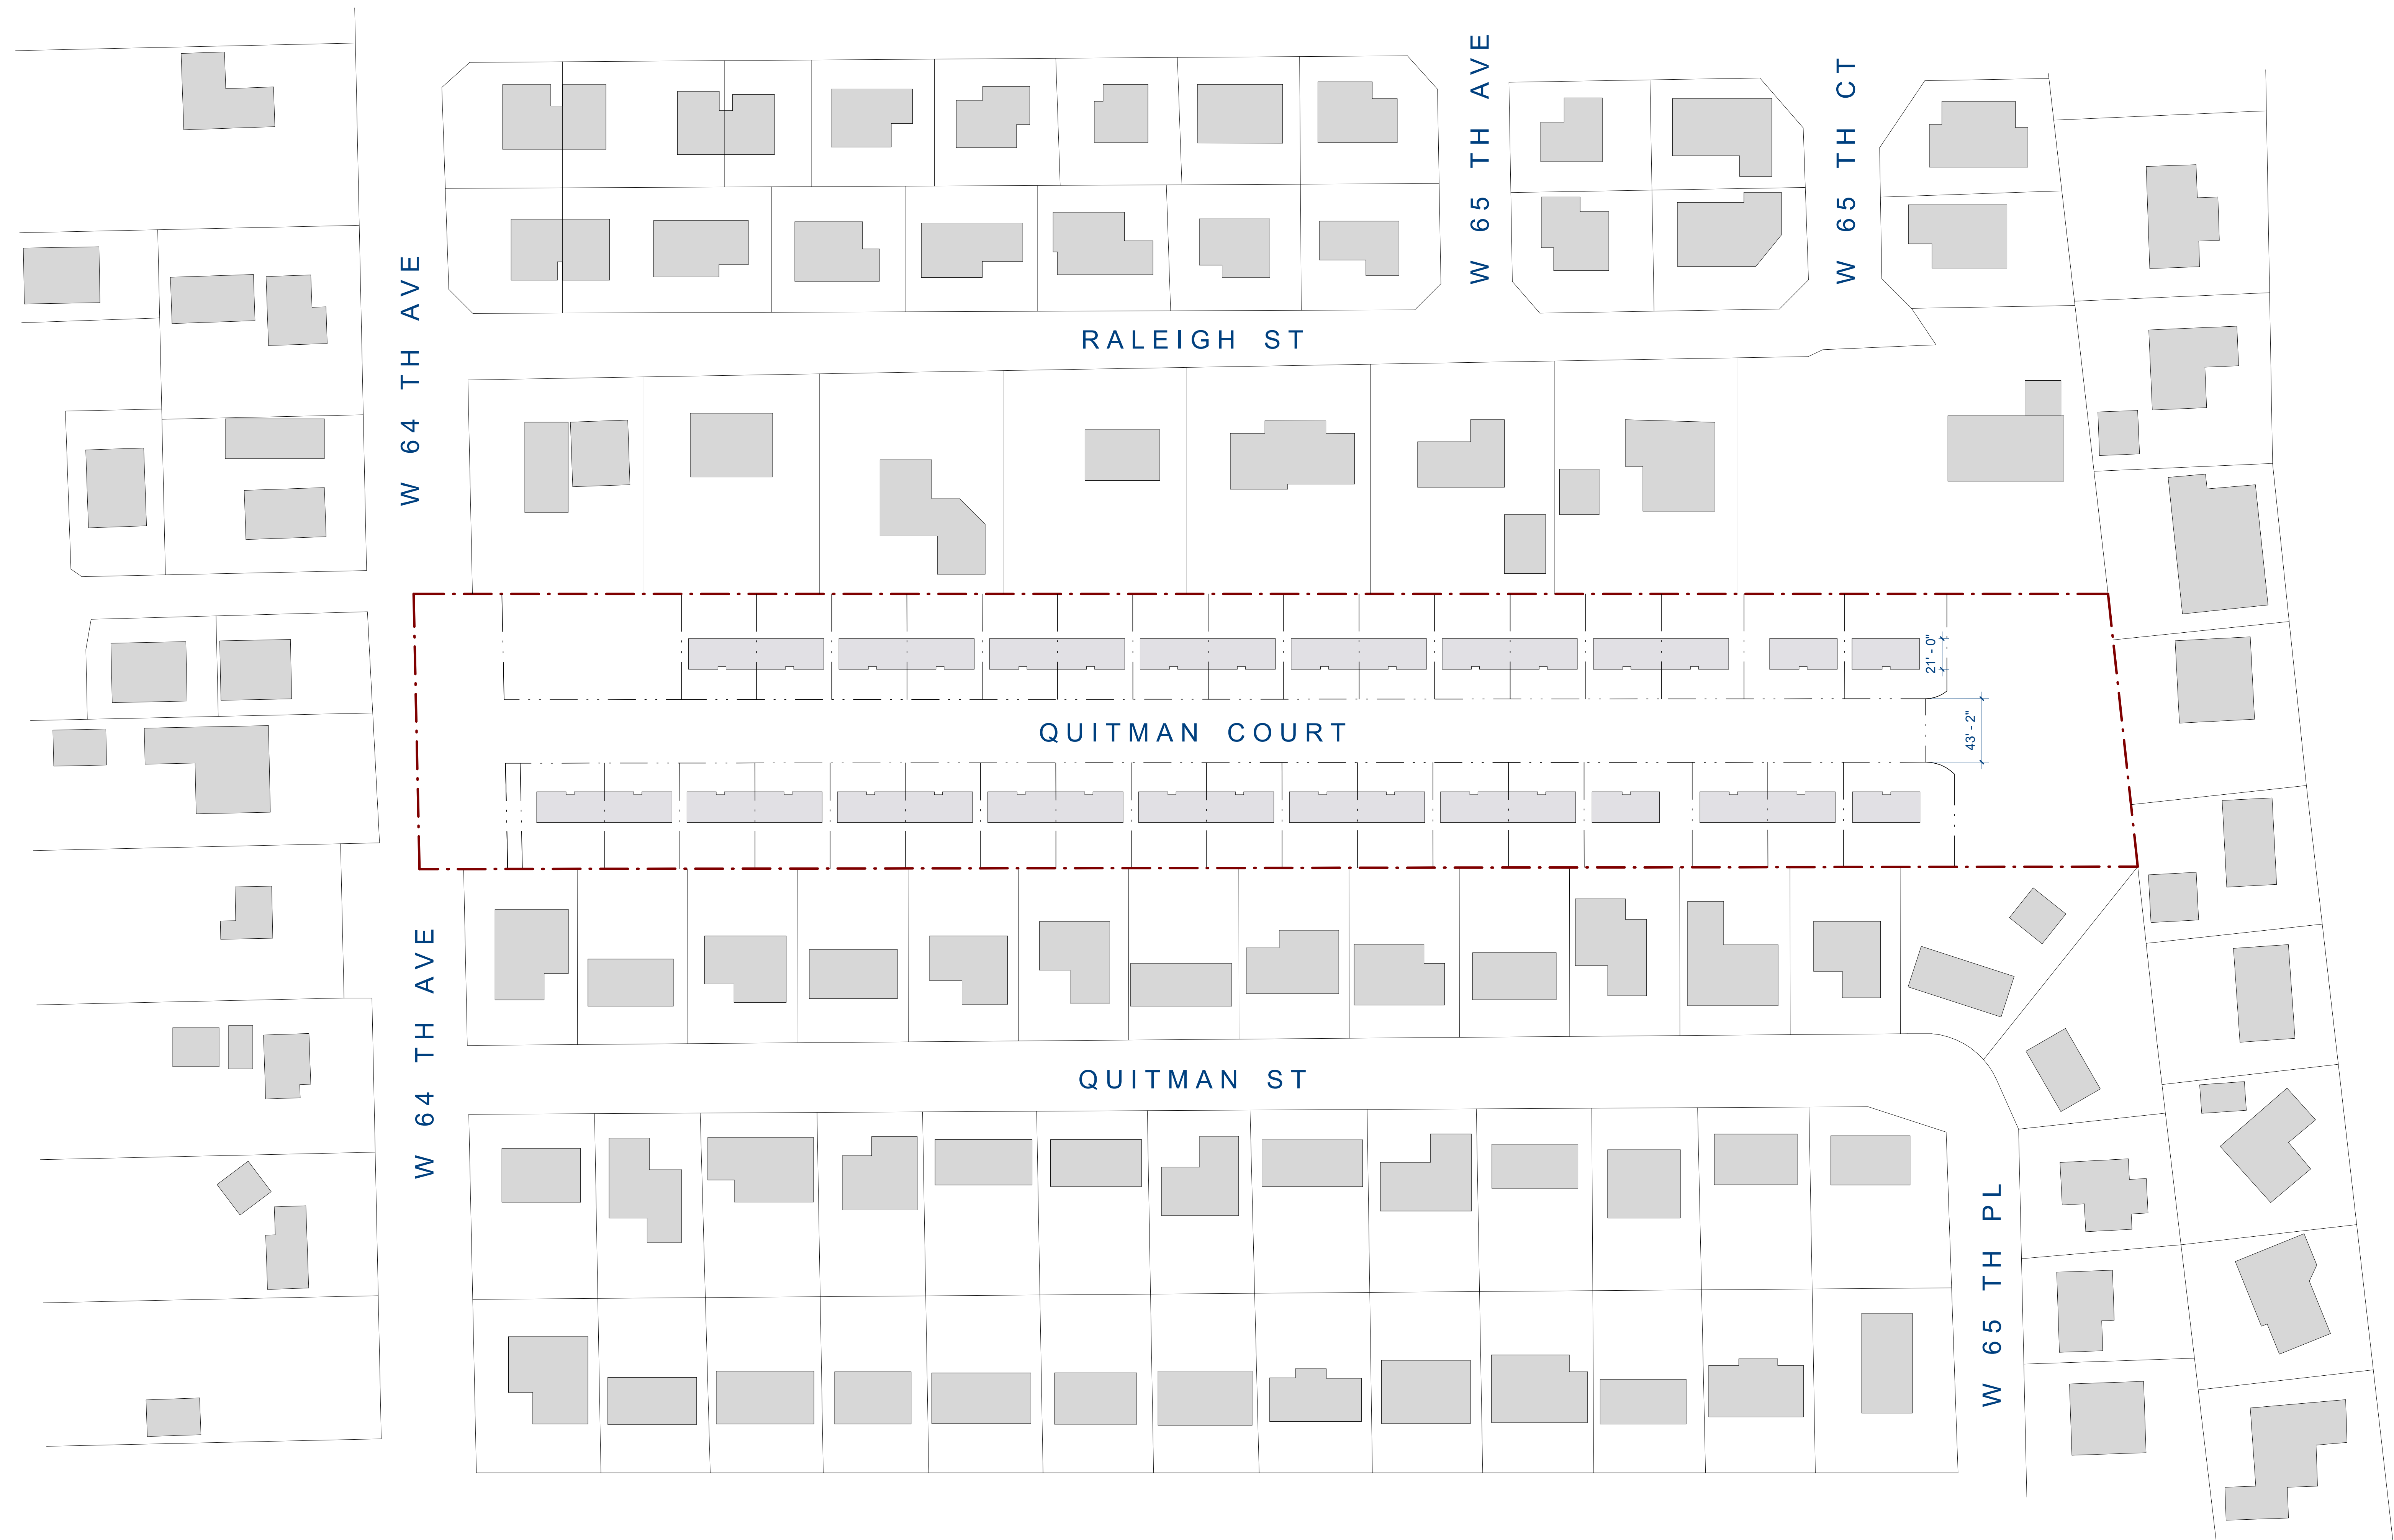 W 65 TH AVE
W 65 TH CT
W 64 TH AVE
RALEIGH ST
21' - 0"
QUITMAN COURT
43' - 2"
W 64 TH AVE
QUITMAN ST
W 65 TH PL